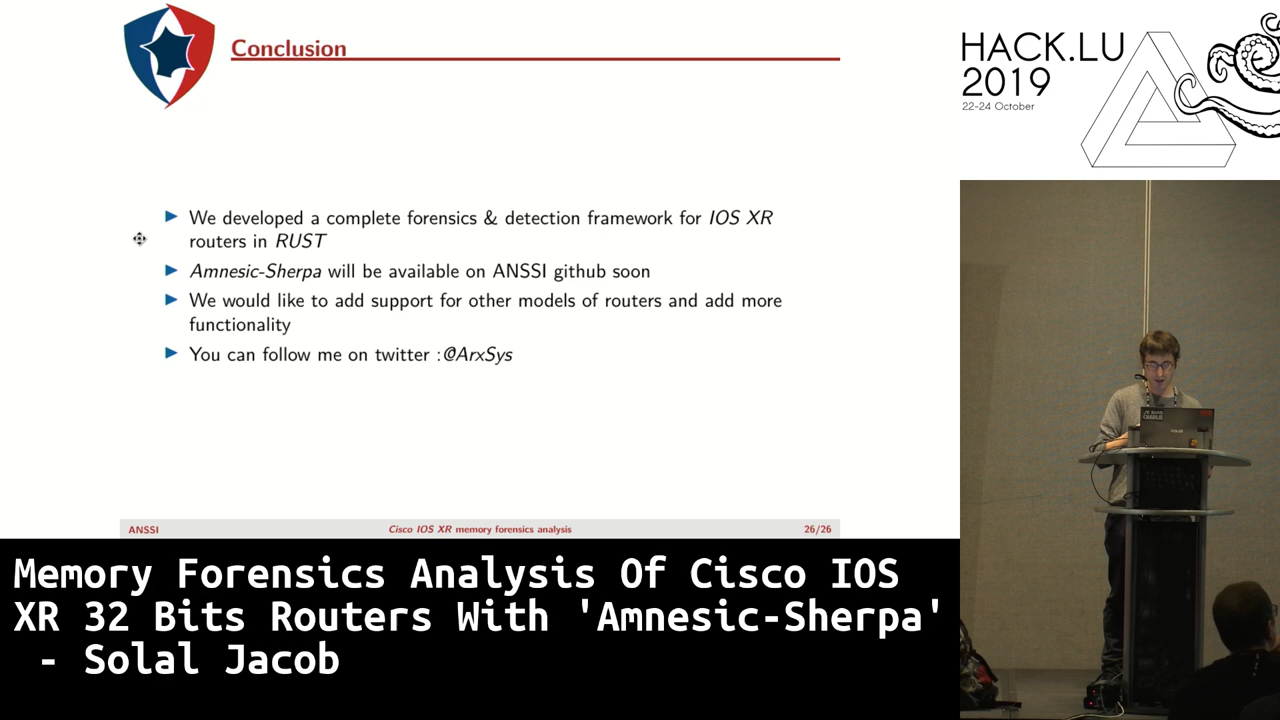 Conclusion
We developed a complete forensics & detection framework for IOS XR
routers in RUST
Amnesic-Sherpa will be available on ANSSI github soon
We would like to add support for other models of routers and add more
functionality
You can follow me on twitter :@ArxSys
ANSSI
Cisco IOS XR memory forensics analysis
26/26
HACK.LU
2019
22-24 October
JE SUIS
CHARLIE
Memory Forensics Analysis Of Cisco IOS
XR 32 Bits Routers With 'Amnesic-Sherpa'
- Solal Jacob